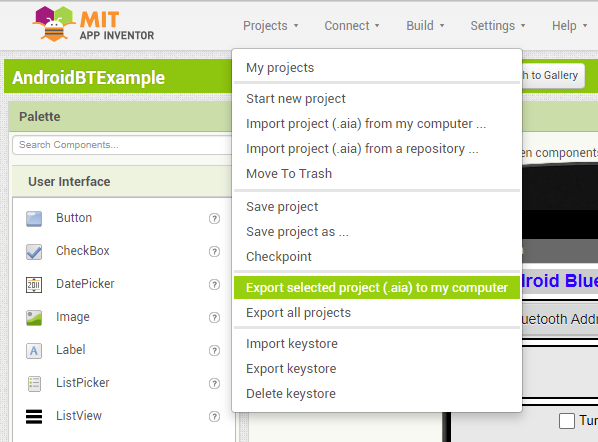 MIT
APP INVENTOR
Projects
Connect
Build
Settings
Help
AndroidBTExample
h to Gallery
My projects
Start new project
Import project (.aia) from my computer ...
Import project (.aia) from a repository ...
Move To Trash
Save project
Save project as ...
Checkpoint
Export selected project (.aia) to my computer
Export all projects
Import keystore
Export keystore
Delete keystore
Palette
Search Components...
User Interface
Button ?
CheckBox ?
2011
DatePicker ?
Image ?
A
Label ?
ListPicker ?
ListView ?
en components
droid Blue
uetooth Addr
Tur